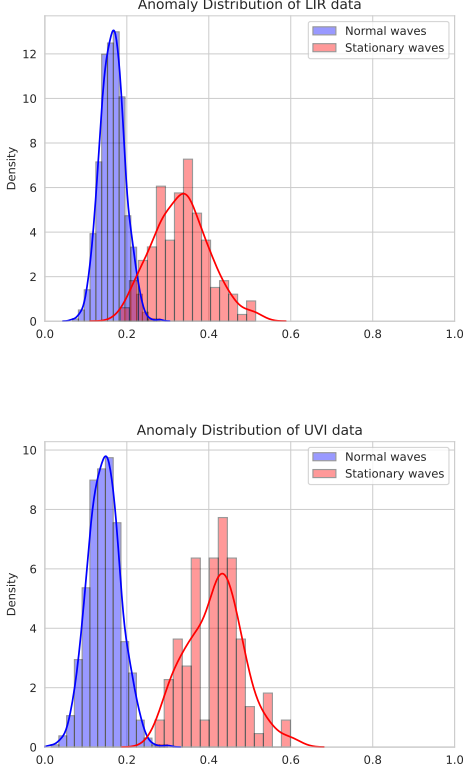 Anomaly Distribution of LIR data
Normal waves
Stationary waves
Density
12
10
8
6
4
2
0
0.0 0.2 0.4 0.6 0.8 1.0
Anomaly Distribution of UVI data
Normal waves
Stationary waves
Density
10
8
6
4
2
0
0.0 0.2 0.4 0.6 0.8 1.0